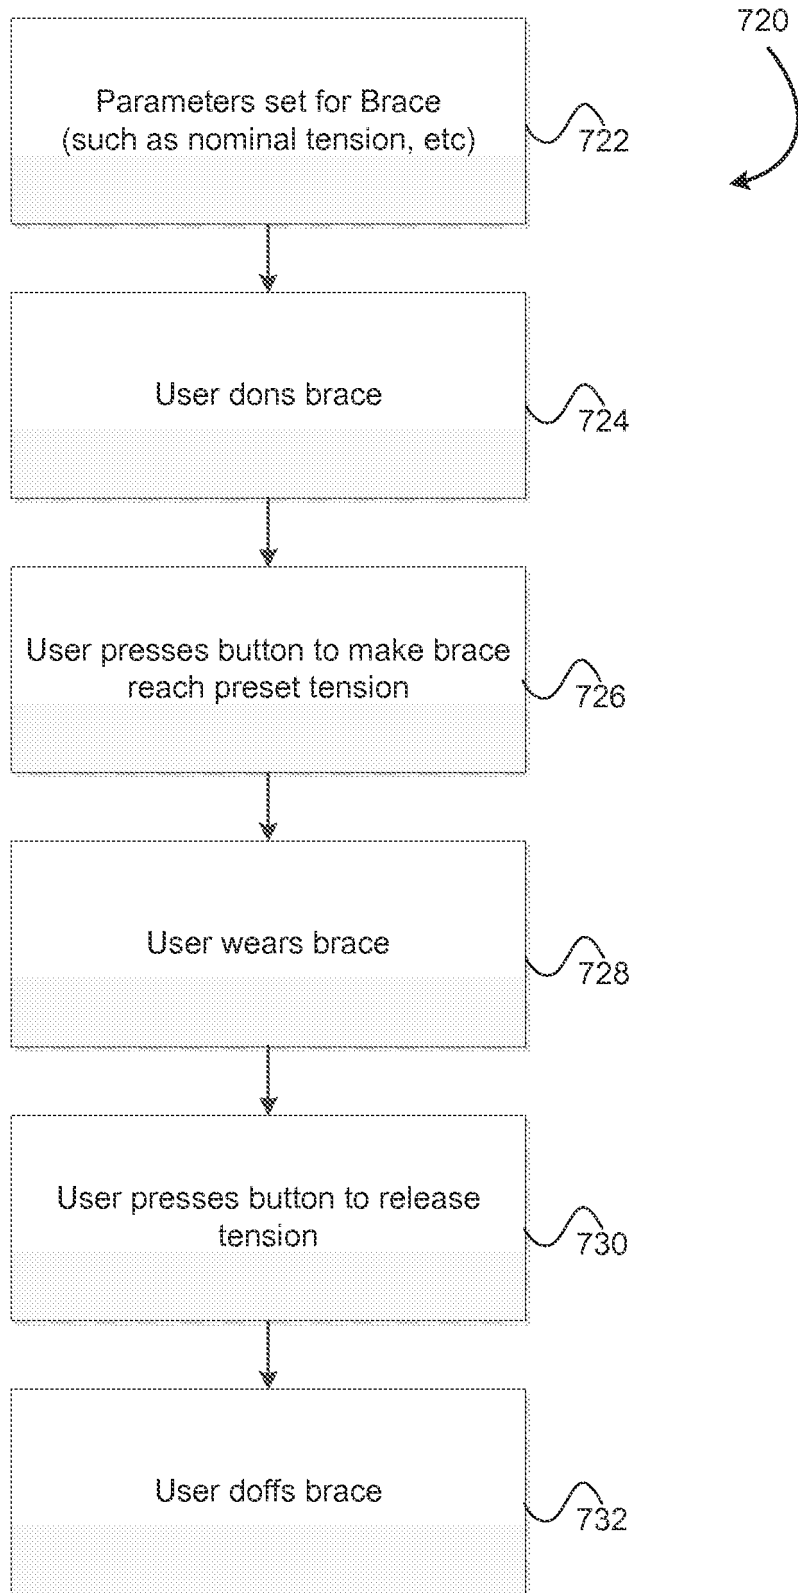 720
Parameters set for Brace
(such as nominal tension, etc)
722
User dons brace
724
User presses button to make brace
reach preset tension
726
User wears brace
728
User presses button to release
tension
730
User doffs brace
732